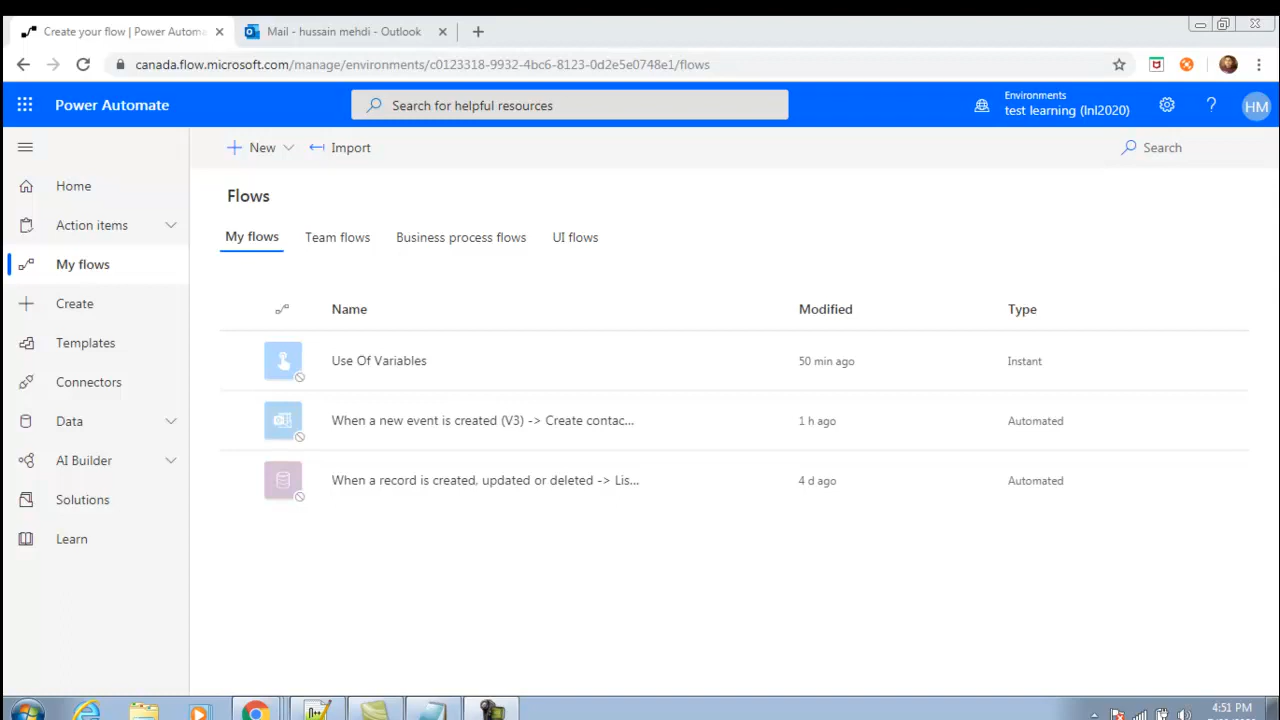 Create your flow | Power Automa
Mail - hussain mehdi - Outlook
canada.flow.microsoft.com/manage/environments/c0123318-9932-4bc6-8123-0d2e5e0748e1/flows
Power Automate
Search for helpful resources
Environments
test learning (lnl2020)
?
HM
New
Import
Search
Home
Action items
My flows
Create
Templates
Connectors
Data
AI Builder
Solutions
Learn
Flows
My flows Team flows Business process flows UI flows
Name Modified Type
Use Of Variables 50 min ago Instant
When a new event is created (V3) -> Create contac... 1 h ago Automated
When a record is created, updated or deleted -> Lis... 4 d ago Automated
4:51 PM